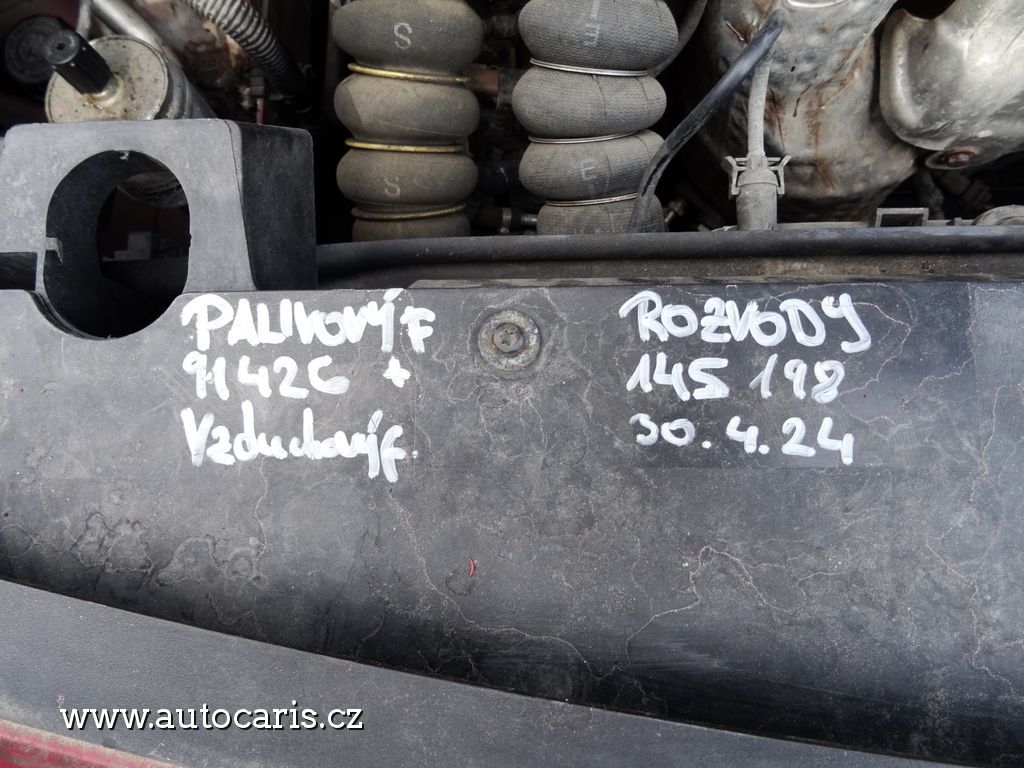 S
S
PALIVOVÝ F
91426 +
Vzduchový f.
ROZVODY
145 198
30.4.24
www.autocaris.cz